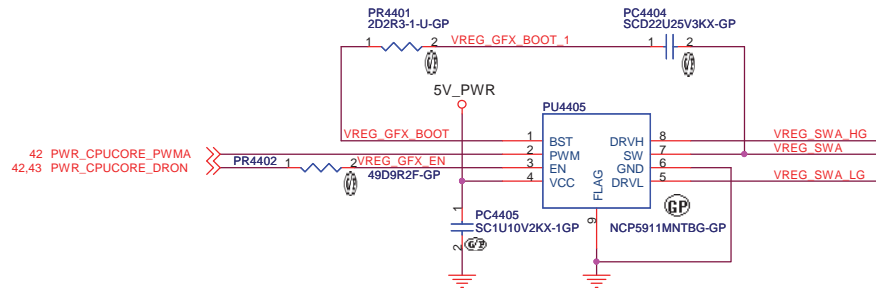 PR4401
2D2R3-1-U-GP
PC4404
SCD22U25V3KX-GP
1
2
VREG_GFX_BOOT_1
1
2
5V_PWR
PU4405
VREG_GFX_BOOT
1
BST
DRVH
8
VREG_SWA_HG
42 PWR_CPUCORE_PWMA
2
PWM
SW
7
VREG_SWA
42,43 PWR_CPUCORE_DRON
PR4402
1
2
VREG_GFX_EN
3
EN
GND
6
49D9R2F-GP
4
VCC
DRVL
5
VREG_SWA_LG
FLAG
9
GP
NCP5911MNTBG-GP
1
PC4405
SC1U10V2KX-1GP
2